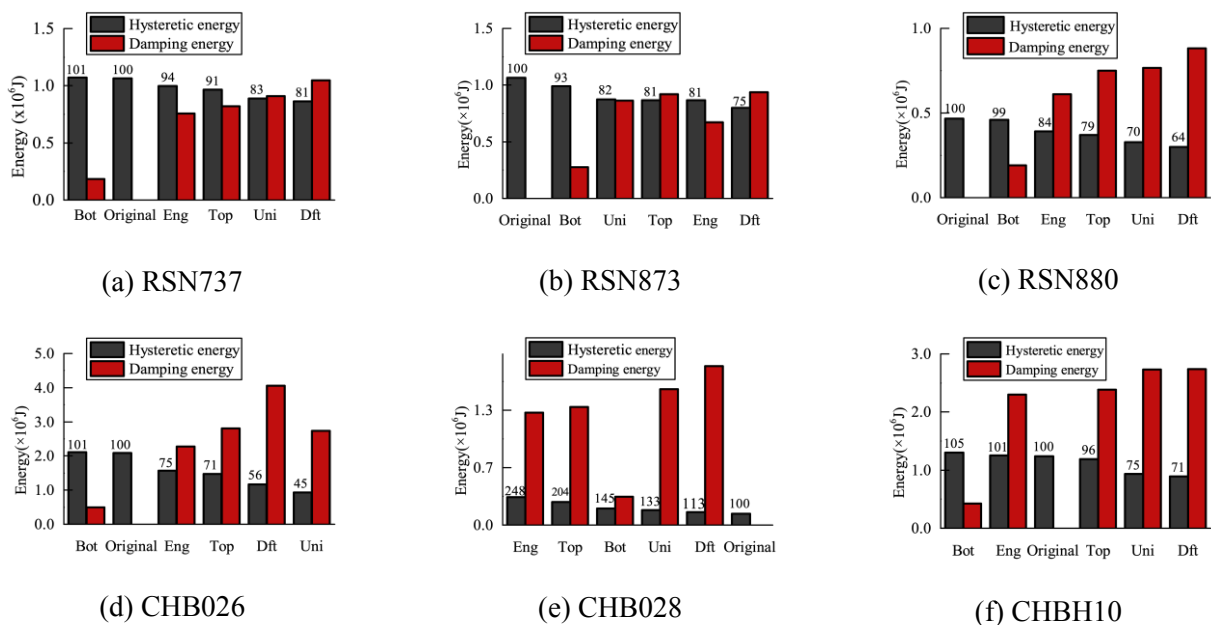 1.5
1.0
0.5
0.0
Energy (x10⁶J)
Hysteretic energy
Damping energy
101 100 94 91 83 81
Bot Original Eng Top Uni Dft
(a) RSN737
1.5
1.0
0.5
0.0
Energy(×10⁶J)
Hysteretic energy
Damping energy
100 93 82 81 81 75
Original Bot Uni Top Eng Dft
(b) RSN873
1.0
0.5
0.0
Energy(×10⁶J)
Hysteretic energy
Damping energy
100 99 84 79 70 64
Original Bot Eng Top Uni Dft
(c) RSN880
5.0
4.0
3.0
2.0
1.0
0.0
Energy(×10⁶J)
Hysteretic energy
Damping energy
101 100 75 71 56 45
Bot Original Eng Top Dft Uni
(d) CHB026
1.3
0.7
0.0
Energy(×10⁶J)
Hysteretic energy
Damping energy
248 204 145 133 113 100
Eng Top Bot Uni Dft Original
(e) CHB028
3.0
2.0
1.0
0.0
Energy(×10⁶J)
Hysteretic energy
Damping energy
105 101 100 96 75 71
Bot Eng Original Top Uni Dft
(f) CHBH10